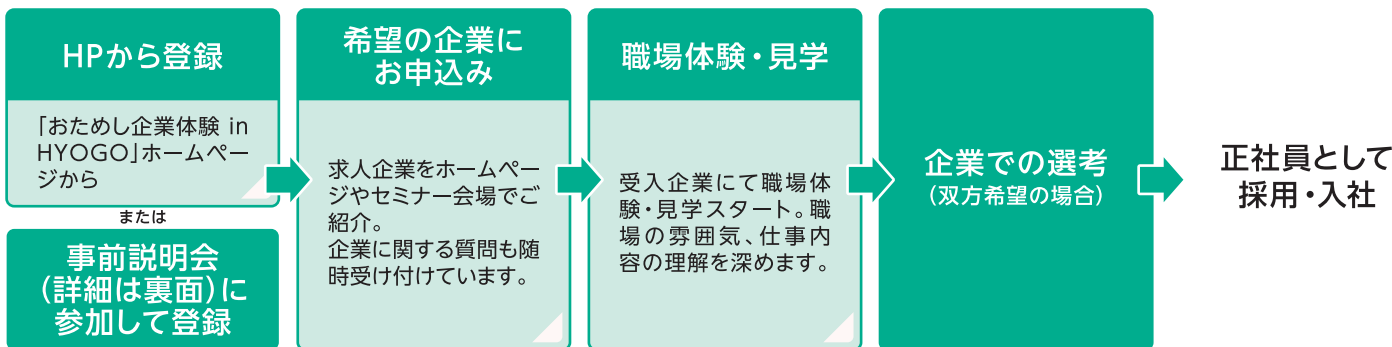 HPから登録
「おためし企業体験 in
HYOGO」ホームペー
ジから
または
事前説明会
(詳細は裏面)に
参加して登録
希望の企業に
お申込み
求人企業をホームペー
ジやセミナー会場でご
紹介。
企業に関する質問も随
時受け付けています。
職場体験・見学
受入企業にて職場体
験・見学スタート。職
場の雰囲気、仕事内
容の理解を深めます。
企業での選考
(双方希望の場合)
正社員として
採用・入社